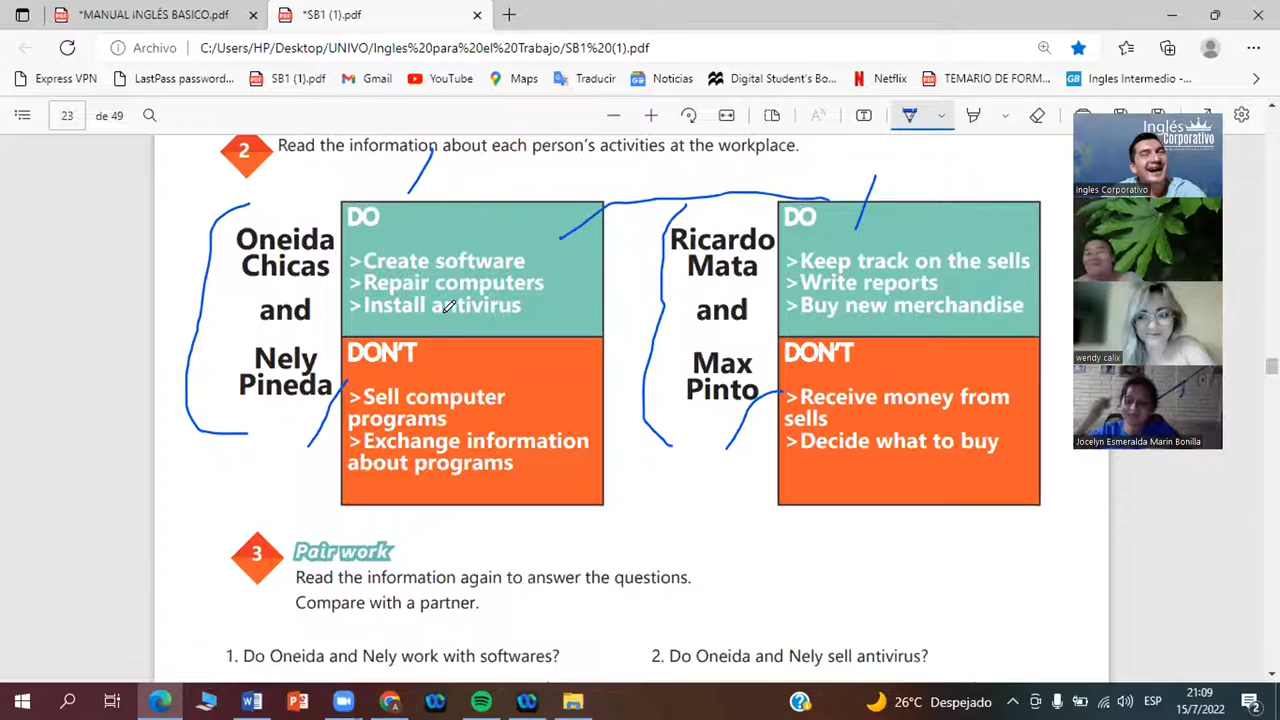 *MANUAL iNGLÉS BASICO.pdf
*SB1 (1).pdf
Archivo
C:/Users/HP/Desktop/UNIVO/Ingles%20para%20el%20Trabajo/SB1%20(1).pdf
Express VPN
LastPass password...
SB1 (1).pdf
Gmail
YouTube
Maps
Traducir
Noticias
Digital Student's Bo...
Netflix
TEMARIO DE FORM...
Ingles Intermedio -...
23
de 49
2
Read the information about each person's activities at the workplace.
Oneida
Chicas
and
Nely
Pineda
DO
>Create software
>Repair computers
>Install antivirus
DON'T
>Sell computer
programs
>Exchange information
about programs
Ricardo
Mata
and
Max
Pinto
DO
>Keep track on the sells
>Write reports
>Buy new merchandise
DON'T
>Receive money from
sells
>Decide what to buy
3
Pair work
Read the information again to answer the questions.
Compare with a partner.
1. Do Oneida and Nely work with softwares?
2. Do Oneida and Nely sell antivirus?
Inglés
Corporativo
Ingles Corporativo
wendy calix
Jocelyn Esmeralda Marin Bonilla
26°C Despejado
ESP
21:09
15/7/2022
2